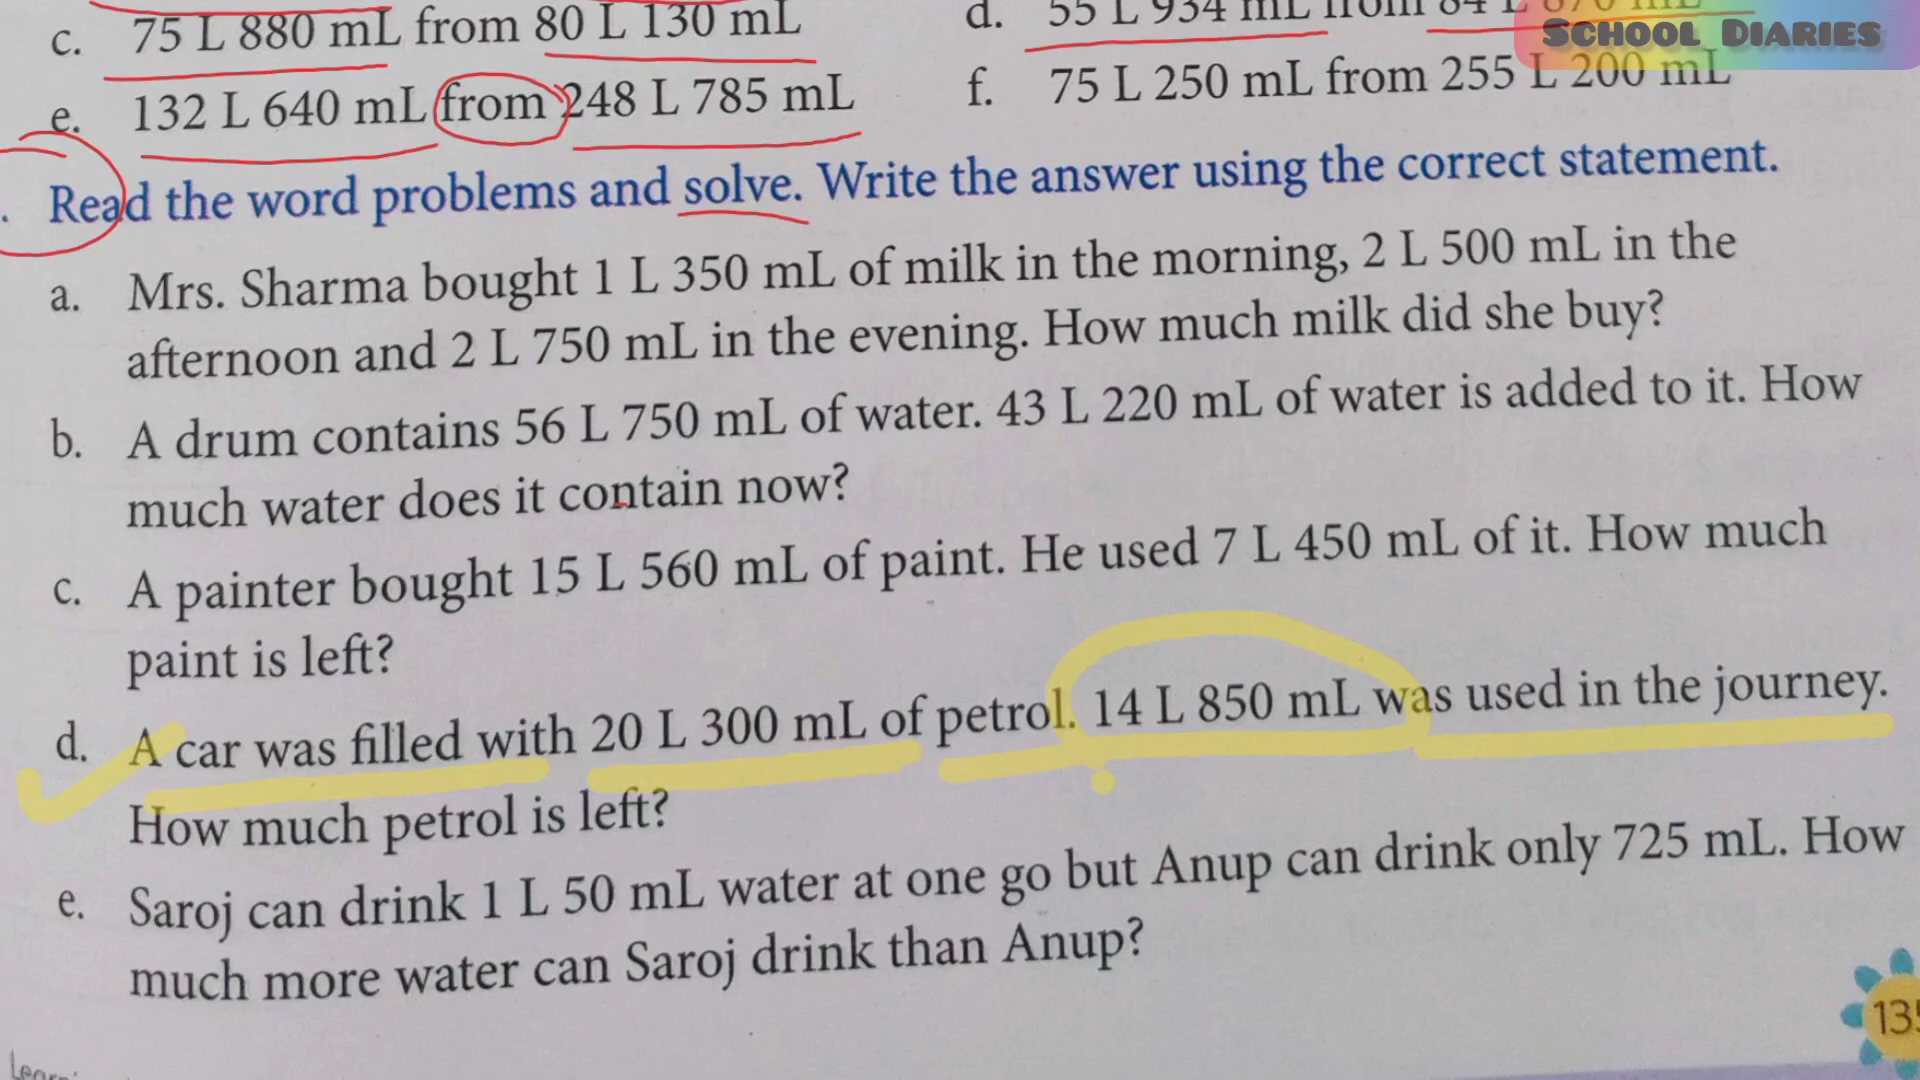 c. 75 L 880 mL from 80 L 130 mL
d. 55 L 934 mL from 84 L 870 mL
SCHOOL DIARIES
e. 132 L 640 mL from 248 L 785 mL
f. 75 L 250 mL from 255 L 200 mL
. Read the word problems and solve. Write the answer using the correct statement.
a. Mrs. Sharma bought 1 L 350 mL of milk in the morning, 2 L 500 mL in the
afternoon and 2 L 750 mL in the evening. How much milk did she buy?
b. A drum contains 56 L 750 mL of water. 43 L 220 mL of water is added to it. How
much water does it contain now?
c. A painter bought 15 L 560 mL of paint. He used 7 L 450 mL of it. How much
paint is left?
d. A car was filled with 20 L 300 mL of petrol. 14 L 850 mL was used in the journey.
How much petrol is left?
e. Saroj can drink 1 L 50 mL water at one go but Anup can drink only 725 mL. How
much more water can Saroj drink than Anup?